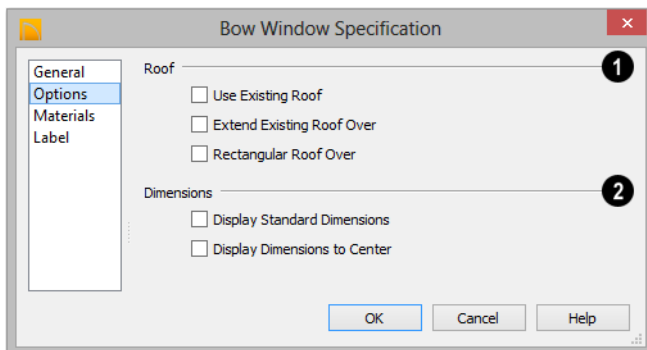 Bow Window Specification
General
Options
Materials
Label
Roof
1
Use Existing Roof
Extend Existing Roof Over
Rectangular Roof Over
Dimensions
2
Display Standard Dimensions
Display Dimensions to Center
OK
Cancel
Help